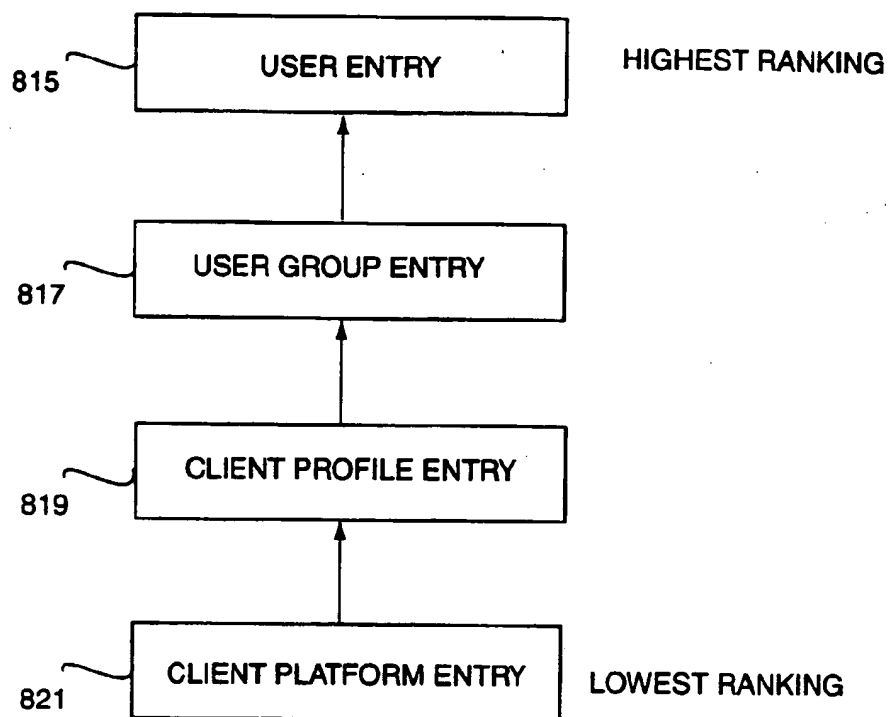 USER ENTRY
HIGHEST RANKING
815
USER GROUP ENTRY
817
CLIENT PROFILE ENTRY
819
CLIENT PLATFORM ENTRY
LOWEST RANKING
821